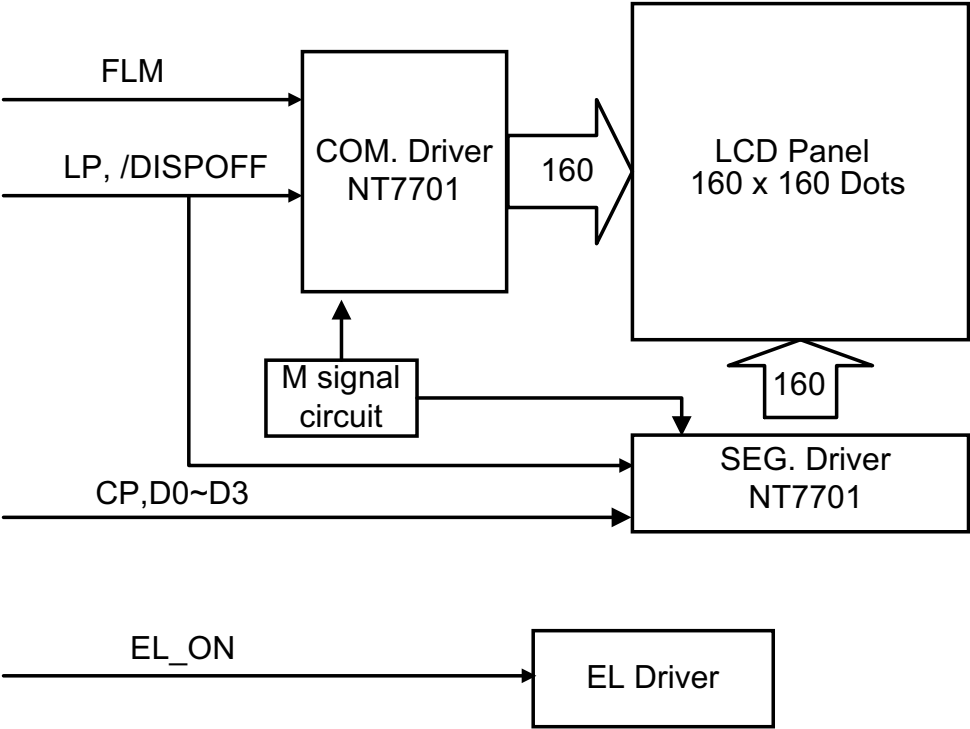 FLM
LP, /DISPOFF
COM. Driver
NT7701
160
LCD Panel
160 x 160 Dots
M signal
circuit
160
SEG. Driver
NT7701
CP,D0~D3
EL_ON
EL Driver